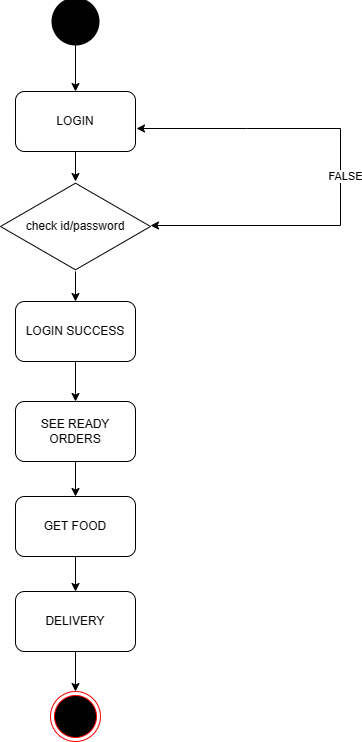 LOGIN
FALSE
check id/password
LOGIN SUCCESS
SEE READY
ORDERS
GET FOOD
DELIVERY